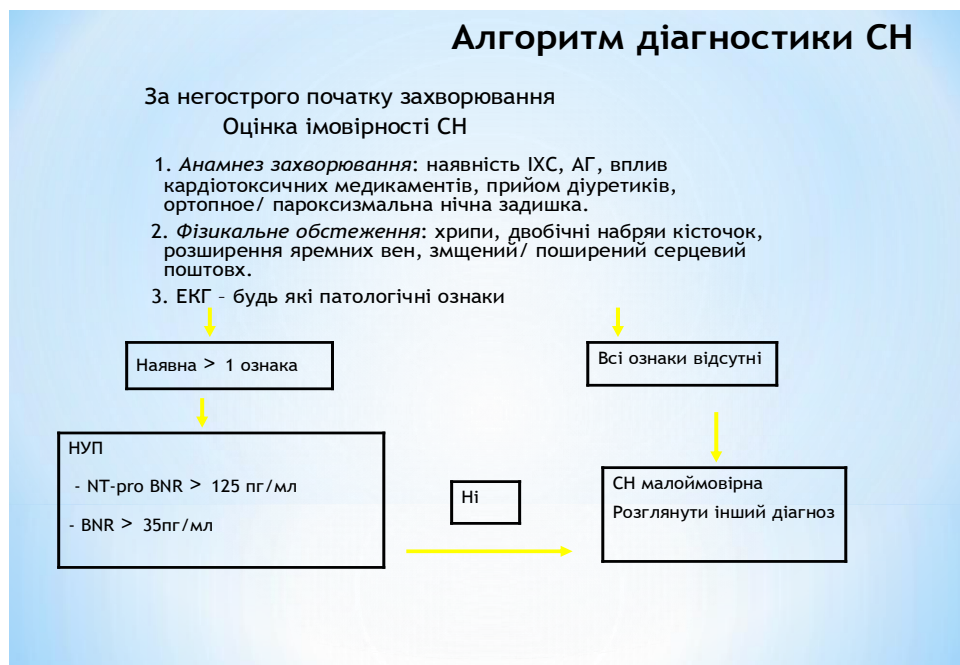 Алгоритм діагностики СН
За негострого початку захворювання
Оцінка імовірності СН
1. Анамнез захворювання: наявність ІХС, АГ, вплив
кардіотоксичних медикаментів, прийом діуретиків,
ортопное/ пароксизмальна нічна задишка.
2. Фізикальне обстеження: хрипи, двобічні набряи кісточок,
розширення яремних вен, змщений/ поширений серцевий
поштовх.
3. ЕКГ – будь які патологічні ознаки
Наявна > 1 ознака
Всі ознаки відсутні
НУП
- NT-pro BNR > 125 пг/мл
- BNR > 35пг/мл
Ні
СН малоймовірна
Розглянути інший діагноз